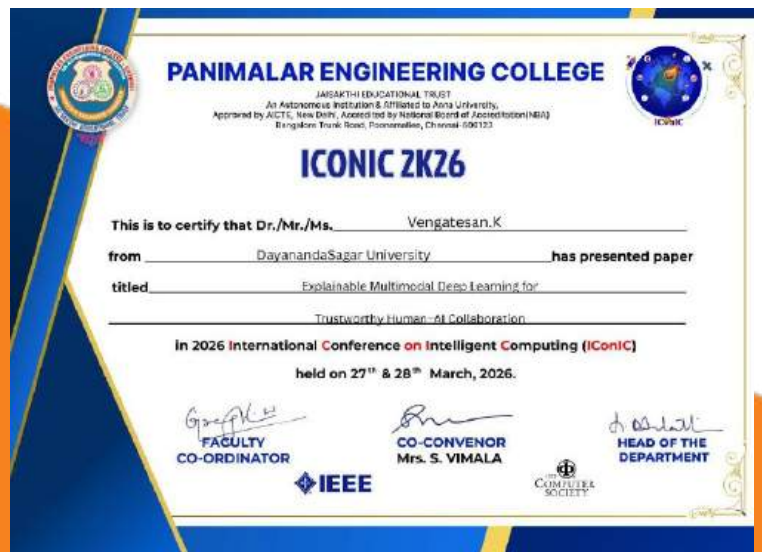 PANIMALAR ENGINEERING COLLEGE
JAISAKTHI EDUCATIONAL TRUST
An Autonomous Institution & Affiliated to Anna University,
Approved by AICTE, New Delhi, Accredited by National Board of Accreditation(NBA)
Bangalore Trunk Road, Poonamallee, Chennai-600123
IConIC
ICONIC 2K26
This is to certify that Dr./Mr./Ms. Vengatesan.K
from DayanandaSagar University has presented paper
titled Explainable Multimodal Deep Learning for
Trustworthy Human-AI Collaboration
in 2026 International Conference on Intelligent Computing (IConIC)
held on 27th & 28th March, 2026.
FACULTY
CO-ORDINATOR
CO-CONVENOR
Mrs. S. VIMALA
HEAD OF THE
DEPARTMENT
IEEE
THE
COMPUTER
SOCIETY